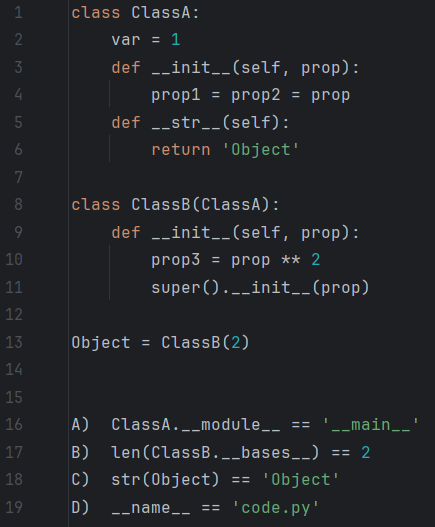 1 class ClassA:
2     var = 1
3     def __init__(self, prop):
4         prop1 = prop2 = prop
5     def __str__(self):
6         return 'Object'
7
8 class ClassB(ClassA):
9     def __init__(self, prop):
10         prop3 = prop ** 2
11         super().__init__(prop)
12
13 Object = ClassB(2)
14
15
16 A)  ClassA.__module__ == '__main__'
17 B)  len(ClassB.__bases__) == 2
18 C)  str(Object) == 'Object'
19 D)  __name__ == 'code.py'